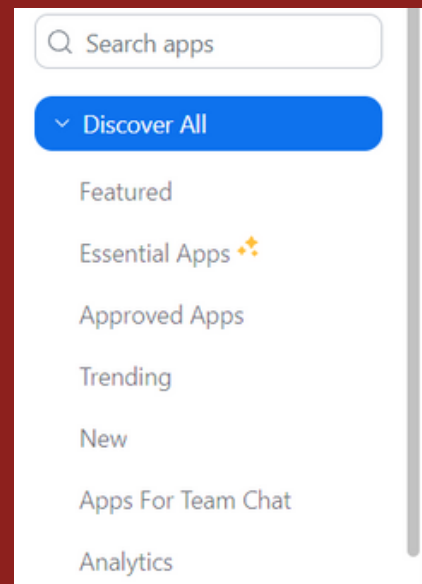 Search apps
Discover All
Featured
Essential Apps
Approved Apps
Trending
New
Apps For Team Chat
Analytics